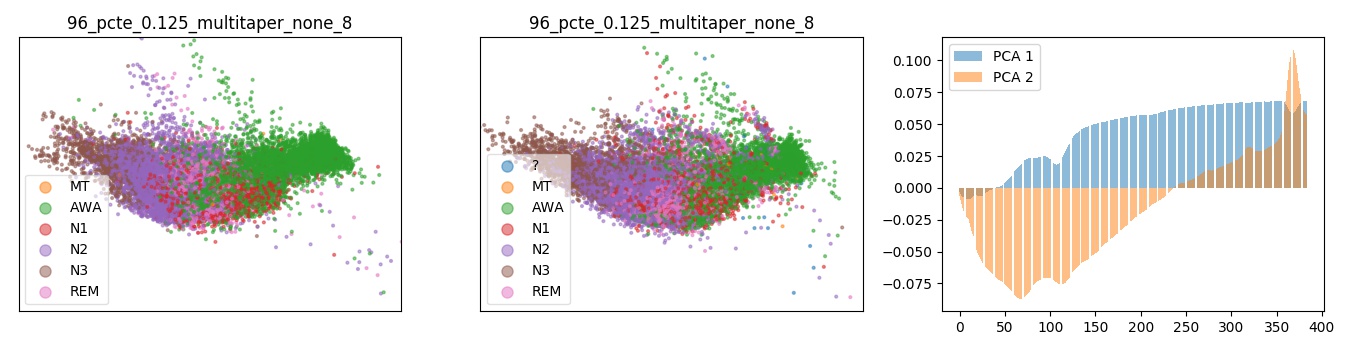 96_pcte_0.125_multitaper_none_8
MT
AWA
N1
N2
N3
REM
96_pcte_0.125_multitaper_none_8
?
MT
AWA
N1
N2
N3
REM
PCA 1
PCA 2
0.100
0.075
0.050
0.025
0.000
−0.025
−0.050
−0.075
0 50 100 150 200 250 300 350 400